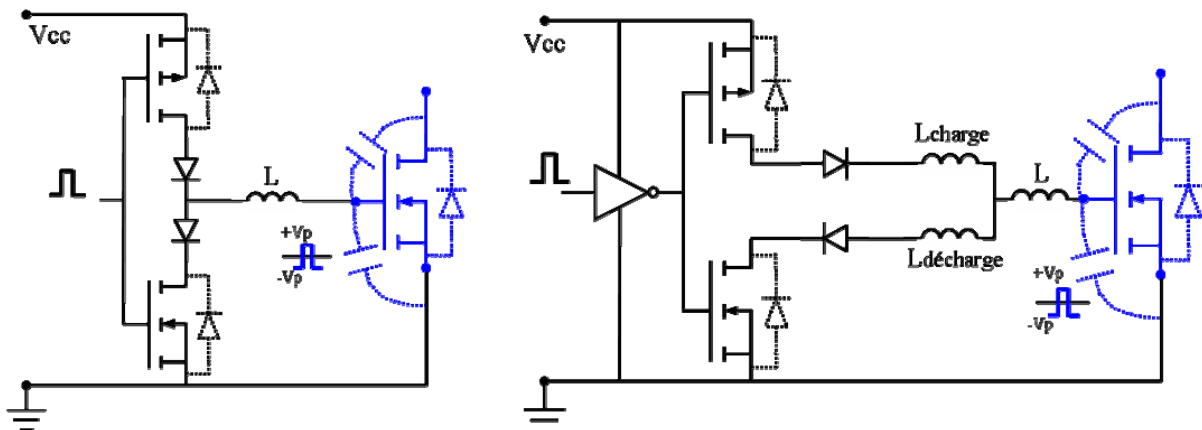 Vcc
L
+Vp
-Vp
Vcc
Lcharge
L
Ldécharge
+Vp
-Vp